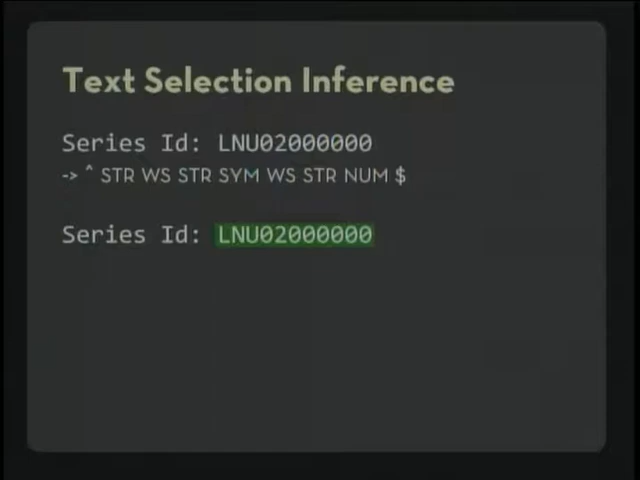 Text Selection Inference
Series Id: LNU02000000
-> ^ STR WS STR SYM WS STR NUM $
Series Id: LNU02000000